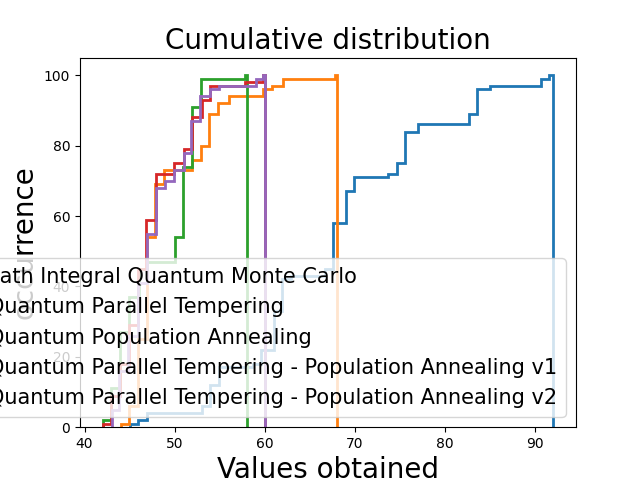 Cumulative distribution
100
80
60
40
20
0
occurrence
ath Integral Quantum Monte Carlo
Quantum Parallel Tempering
Quantum Population Annealing
Quantum Parallel Tempering - Population Annealing v1
Quantum Parallel Tempering - Population Annealing v2
40 50 60 70 80 90
Values obtained